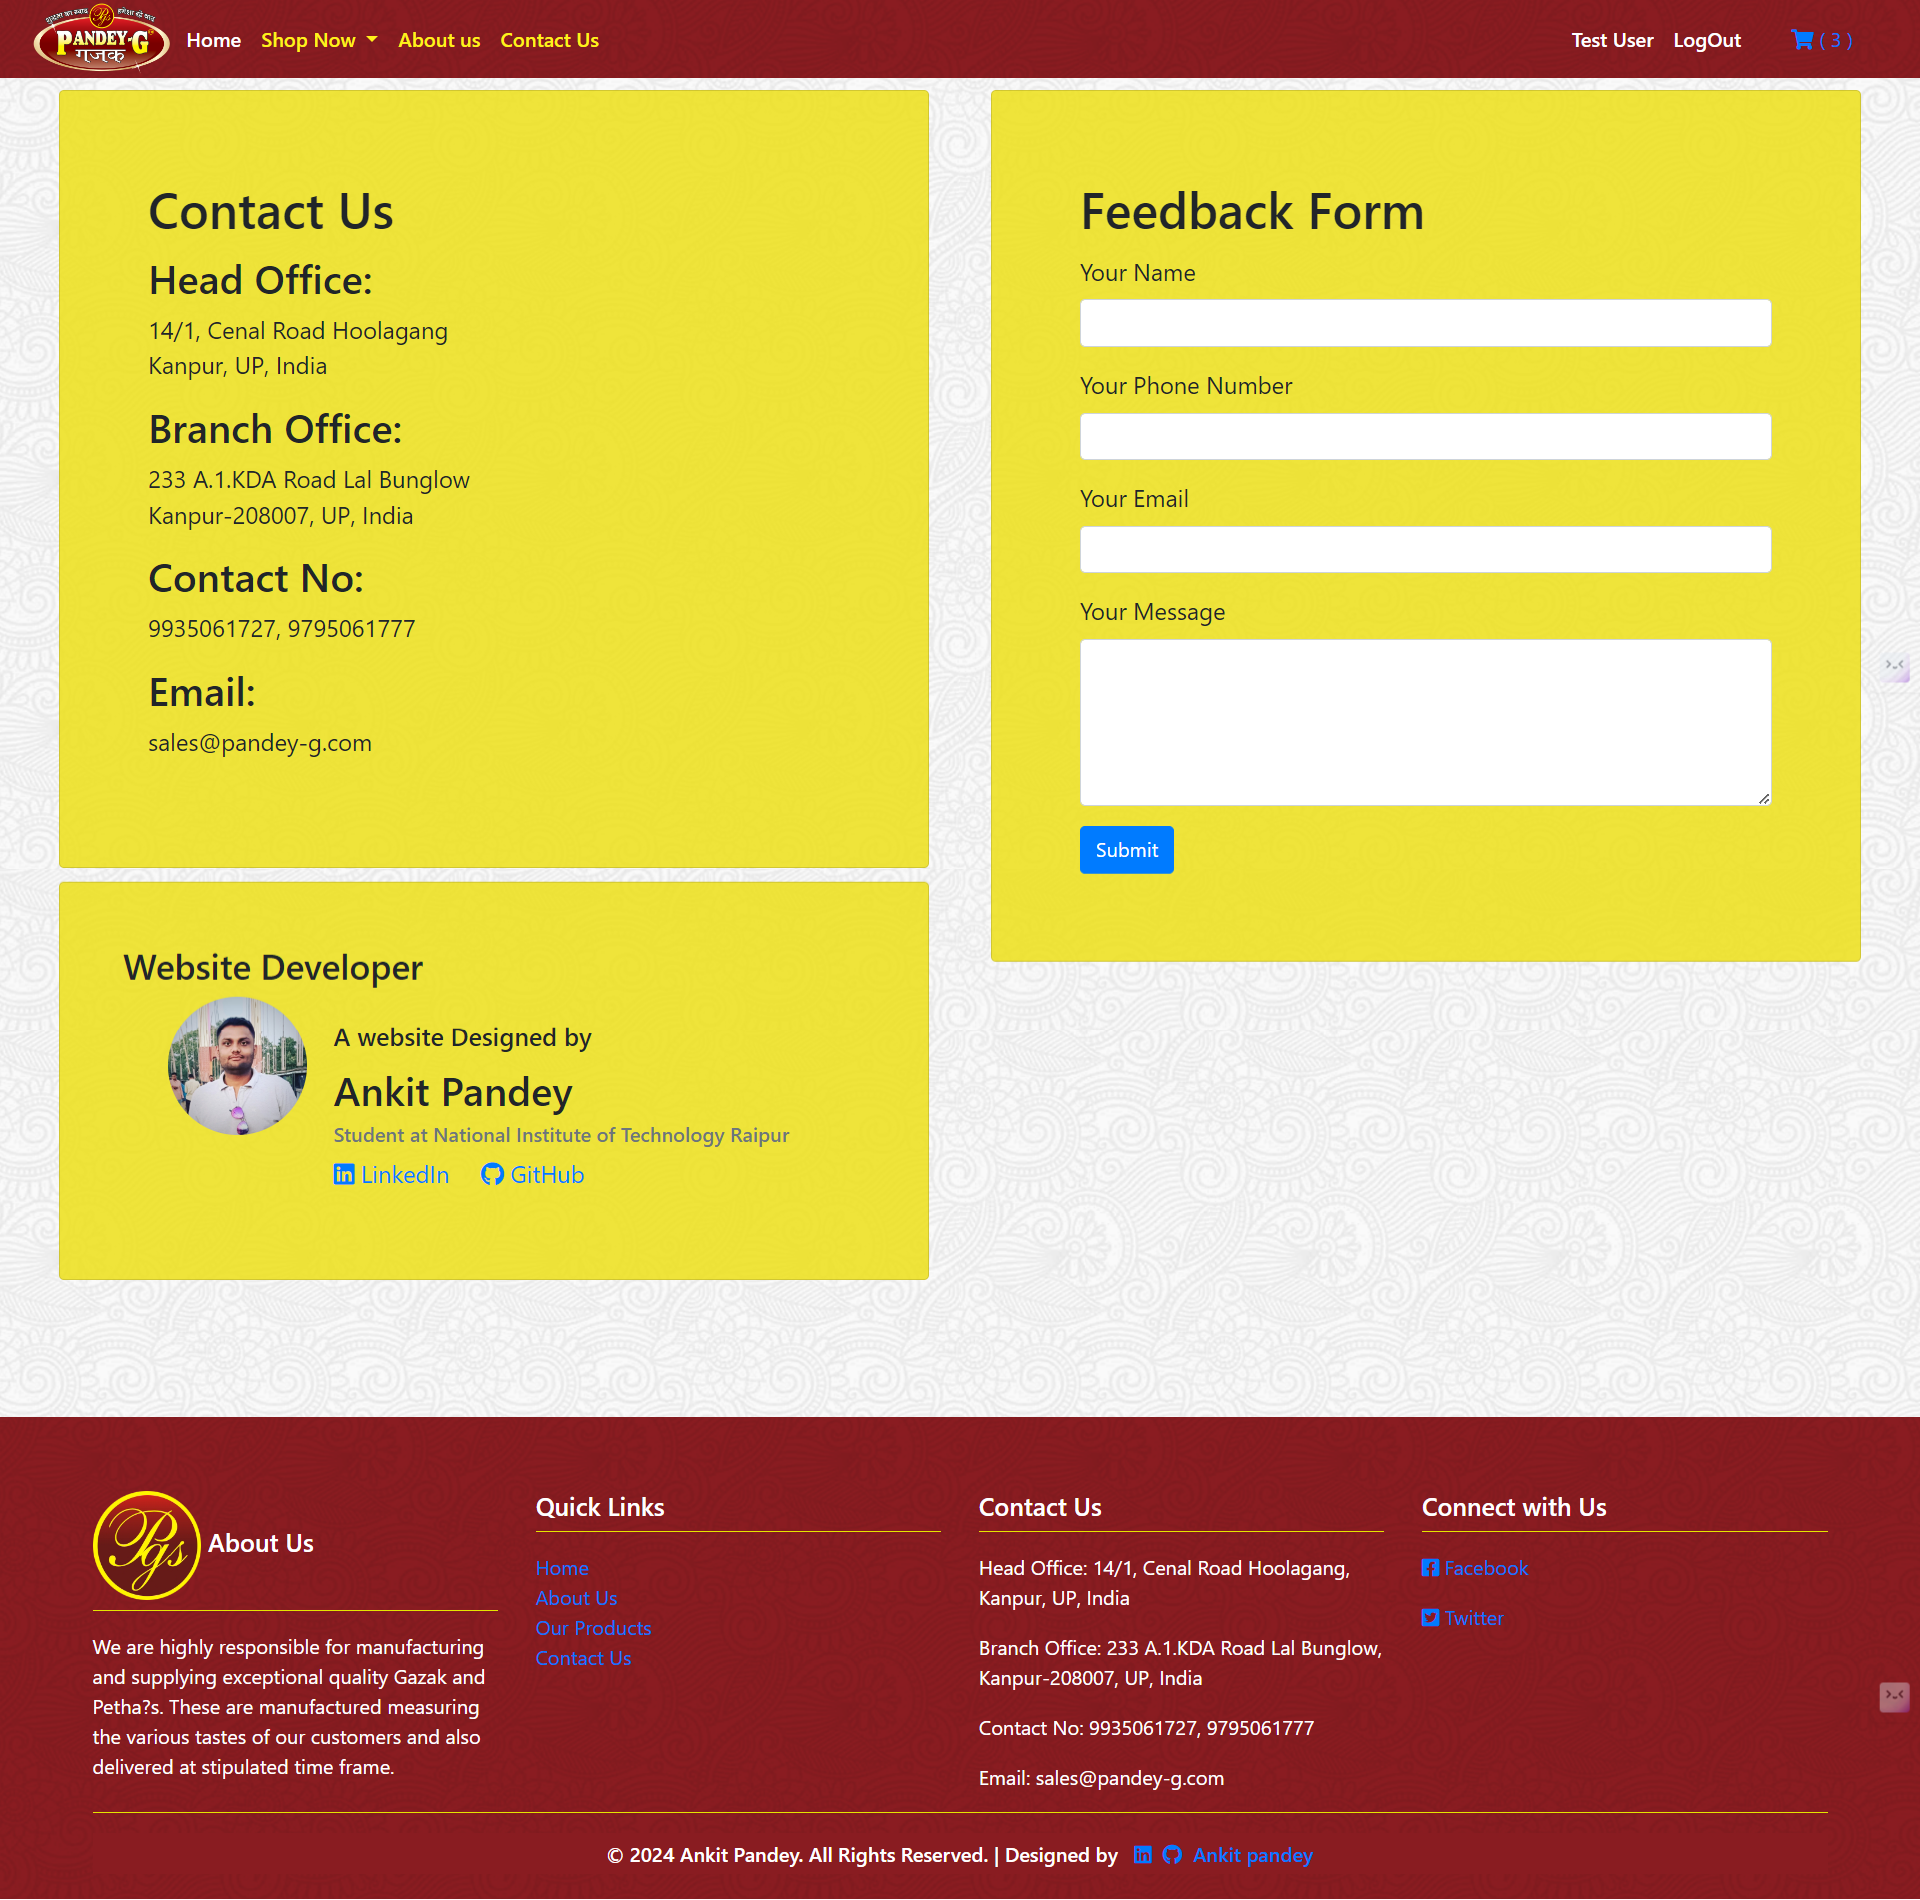 शुद्धता का स्वाद हमेशा रहे याद
Pgs
PANDEY-G
गजक
Home
Shop Now
About us
Contact Us
Test User
LogOut
( 3 )
Contact Us
Head Office:
14/1, Cenal Road Hoolagang
Kanpur, UP, India
Branch Office:
233 A.1.KDA Road Lal Bunglow
Kanpur-208007, UP, India
Contact No:
9935061727, 9795061777
Email:
sales@pandey-g.com
Feedback Form
Your Name
Your Phone Number
Your Email
Your Message
Submit
Website Developer
A website Designed by
Ankit Pandey
Student at National Institute of Technology Raipur
LinkedIn
GitHub
Pgs
About Us
We are highly responsible for manufacturing
and supplying exceptional quality Gazak and
Petha?s. These are manufactured measuring
the various tastes of our customers and also
delivered at stipulated time frame.
Quick Links
Home
About Us
Our Products
Contact Us
Contact Us
Head Office: 14/1, Cenal Road Hoolagang,
Kanpur, UP, India
Branch Office: 233 A.1.KDA Road Lal Bunglow,
Kanpur-208007, UP, India
Contact No: 9935061727, 9795061777
Email: sales@pandey-g.com
Connect with Us
Facebook
Twitter
© 2024 Ankit Pandey. All Rights Reserved. | Designed by Ankit pandey